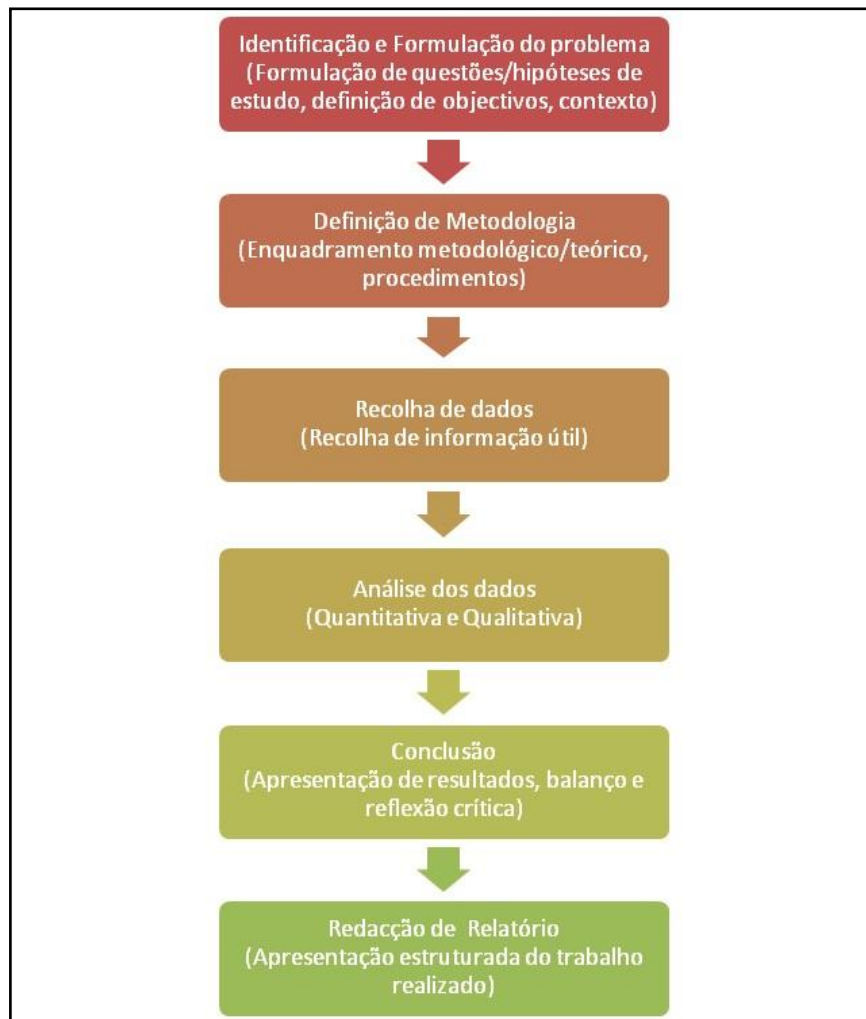 Identificação e Formulação do problema
(Formulação de questões/hipóteses de
estudo, definição de objectivos, contexto)
Definição de Metodologia
(Enquadramento metodológico/teórico,
procedimentos)
Recolha de dados
(Recolha de informação útil)
Análise dos dados
(Quantitativa e Qualitativa)
Conclusão
(Apresentação de resultados, balanço e
reflexão crítica)
Redacção de Relatório
(Apresentação estruturada do trabalho
realizado)